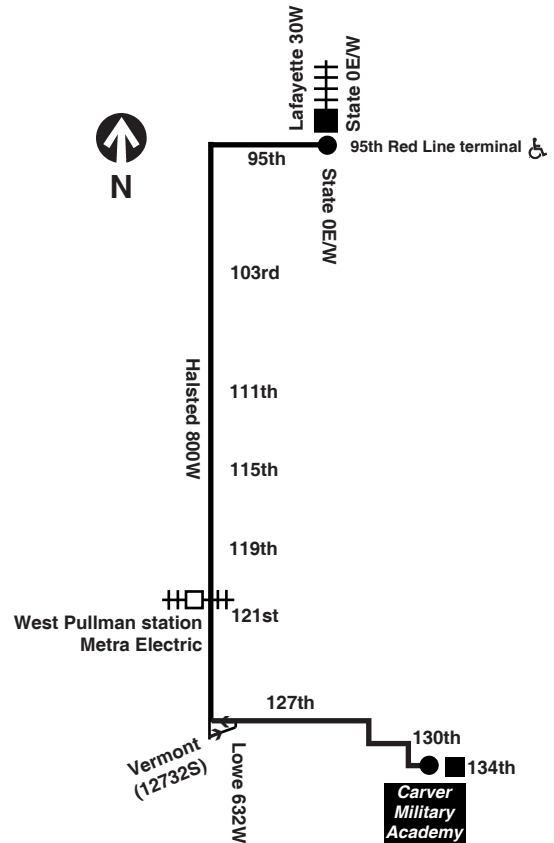 Lafayette 30W
State 0E/W
N
95th
95th Red Line terminal
State 0E/W
103rd
Halsted 800W
111th
115th
119th
121st
West Pullman station
Metra Electric
127th
Vermont
(12732S)
Lowe 632W
130th
134th
Carver
Military
Academy